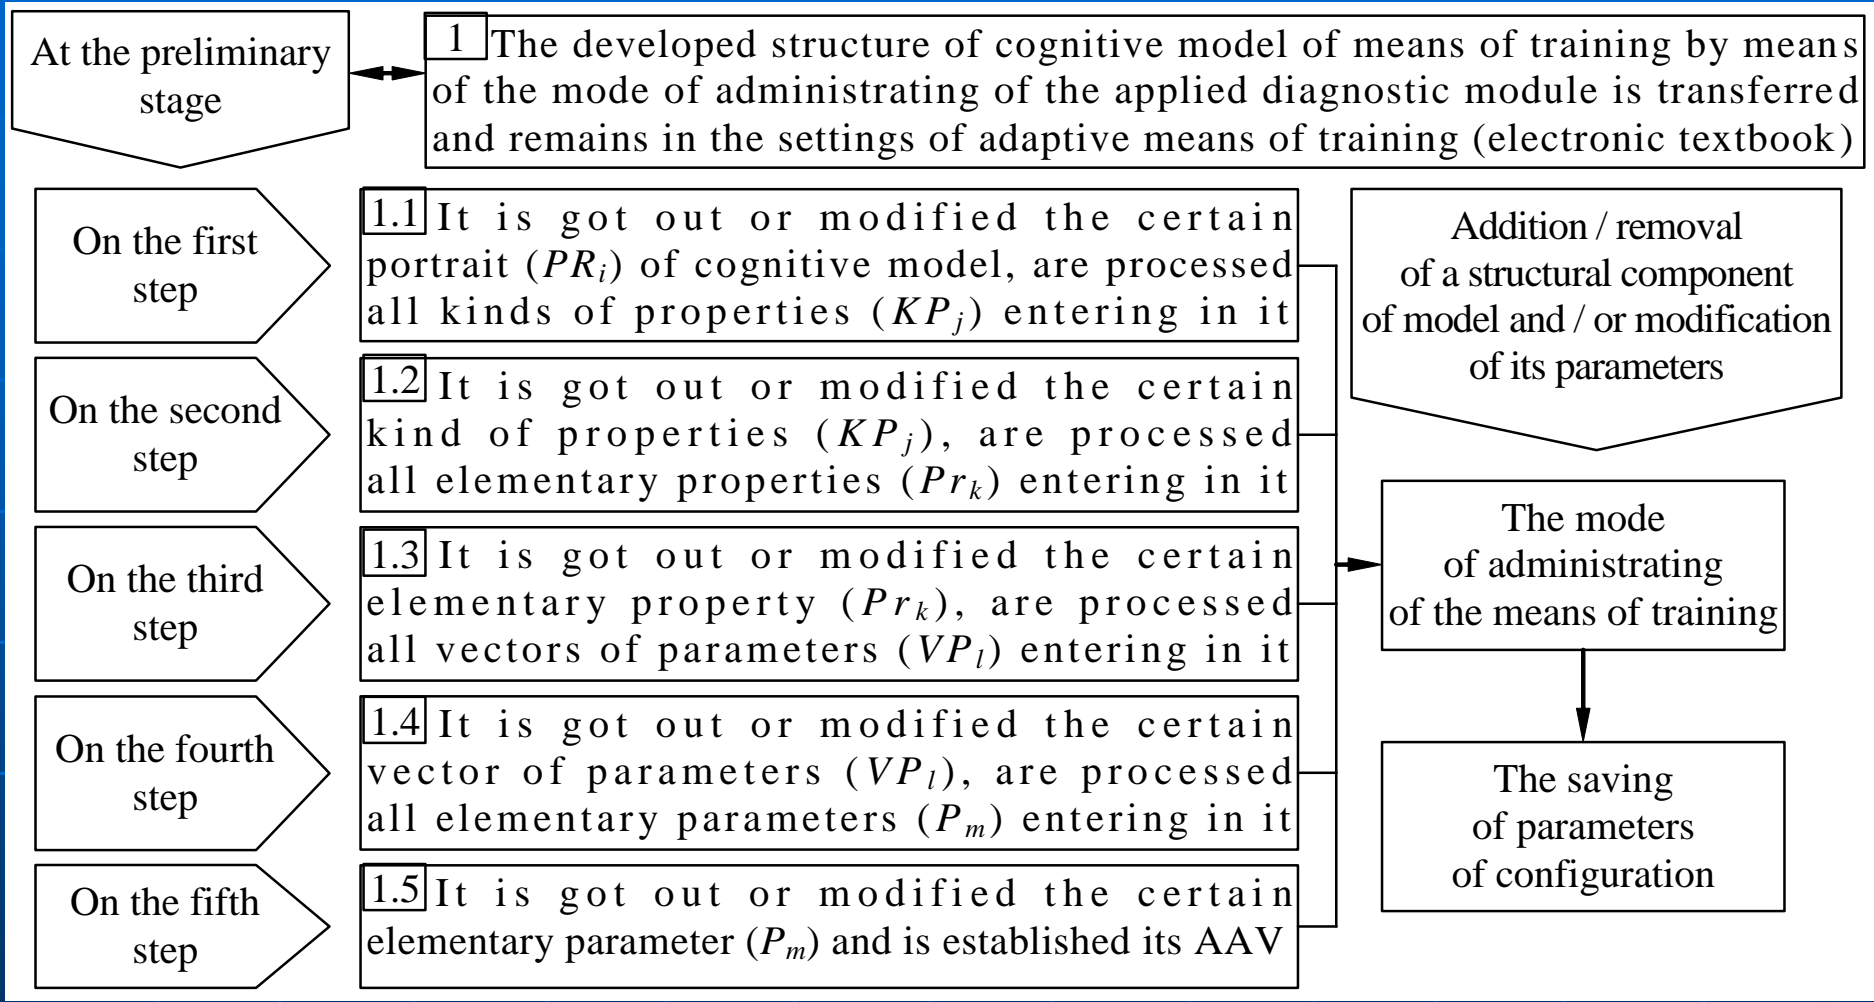 At the preliminary
stage
1 The developed structure of cognitive model of means of training by means
of the mode of administrating of the applied diagnostic module is transferred
and remains in the settings of adaptive means of training (electronic textbook)
On the first
step
1.1 It is got out or modified the certain
portrait (PRi) of cognitive model, are processed
all kinds of properties (KPj) entering in it
On the second
step
1.2 It is got out or modified the certain
kind of properties (KPj), are processed
all elementary properties (Prk) entering in it
On the third
step
1.3 It is got out or modified the certain
elementary property (Prk), are processed
all vectors of parameters (VPl) entering in it
On the fourth
step
1.4 It is got out or modified the certain
vector of parameters (VPl), are processed
all elementary parameters (Pm) entering in it
On the fifth
step
1.5 It is got out or modified the certain
elementary parameter (Pm) and is established its AAV
Addition / removal
of a structural component
of model and / or modification
of its parameters
The mode
of administrating
of the means of training
The saving
of parameters
of configuration